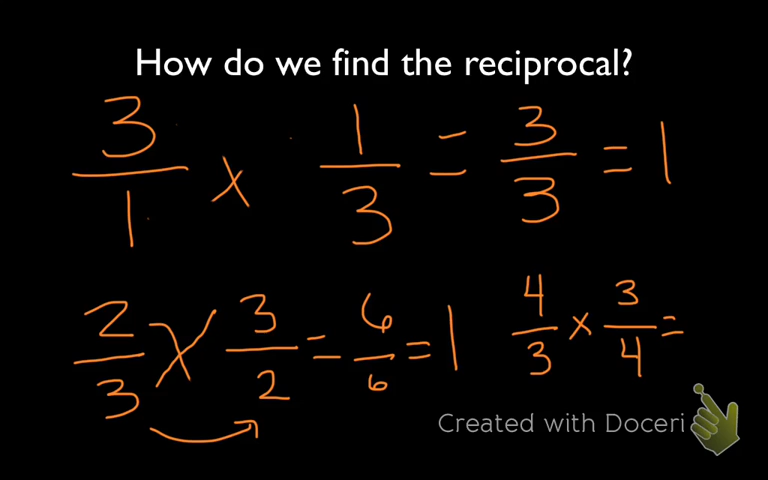 How do we find the reciprocal?
3/1 x 1/3 = 3/3 = 1
2/3 x 3/2 = 6/6 = 1
4/3 x 3/4 =
Created with Doceri